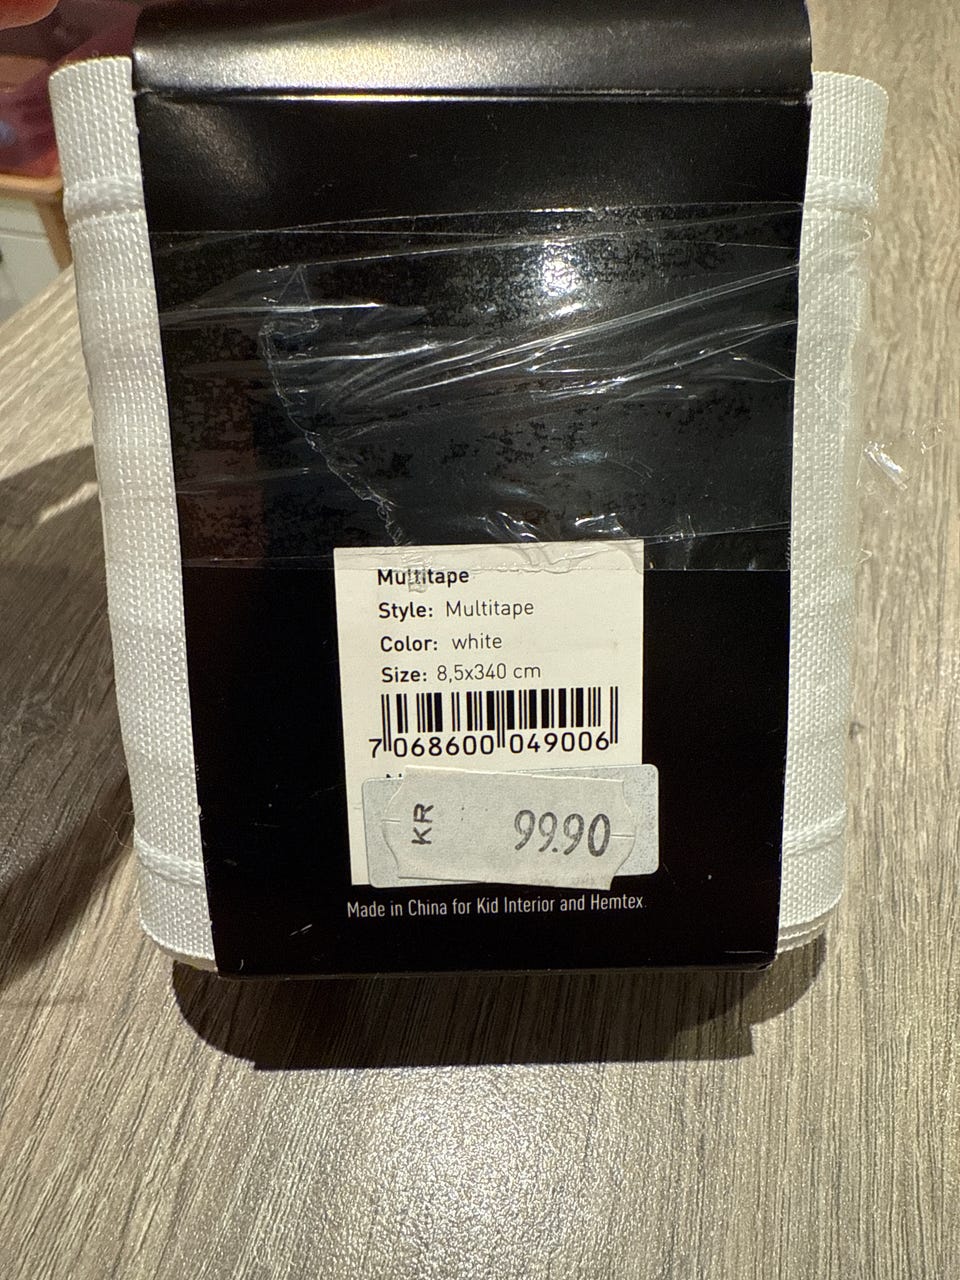 Multitape
Style: Multitape
Color: white
Size: 8,5x340 cm
7 068600 049006
KR 99.90
Made in China for Kid Interior and Hemtex.